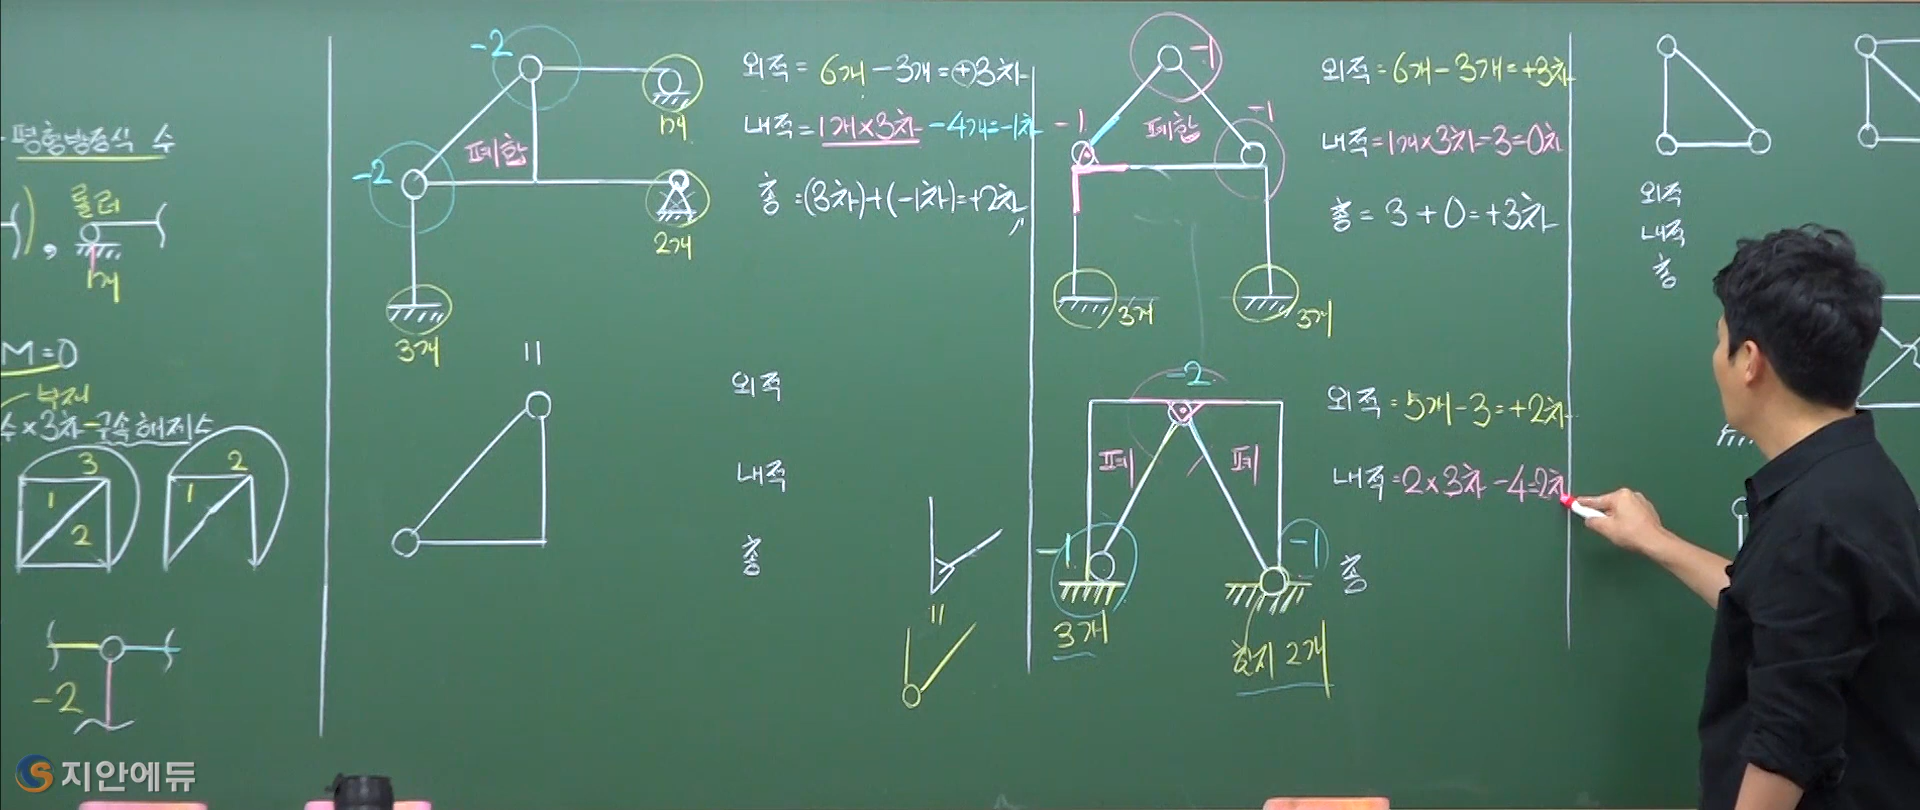 평형방정식 수
롤러
,
1개
M=0
부재
수×3차-구속해제수
3
1
2
2
1
-2
-2
-2
폐합
1개
2개
3개
외적= 6개-3개=+3차
내적=1개×3차-4개=-1차
총=(3차)+(-1차)=+2차
외적
내적
총
-1
-1
-1
폐합
3개
3개
외적=6개-3개=+3차
내적=1개×3차-3=0차
총=3+0=+3차
-2
폐
폐
-1
-1
3개
힌지 2개
외적=5개-3=+2차
내적=2×3차-4=2차
총
외적
내적
총
지안에듀